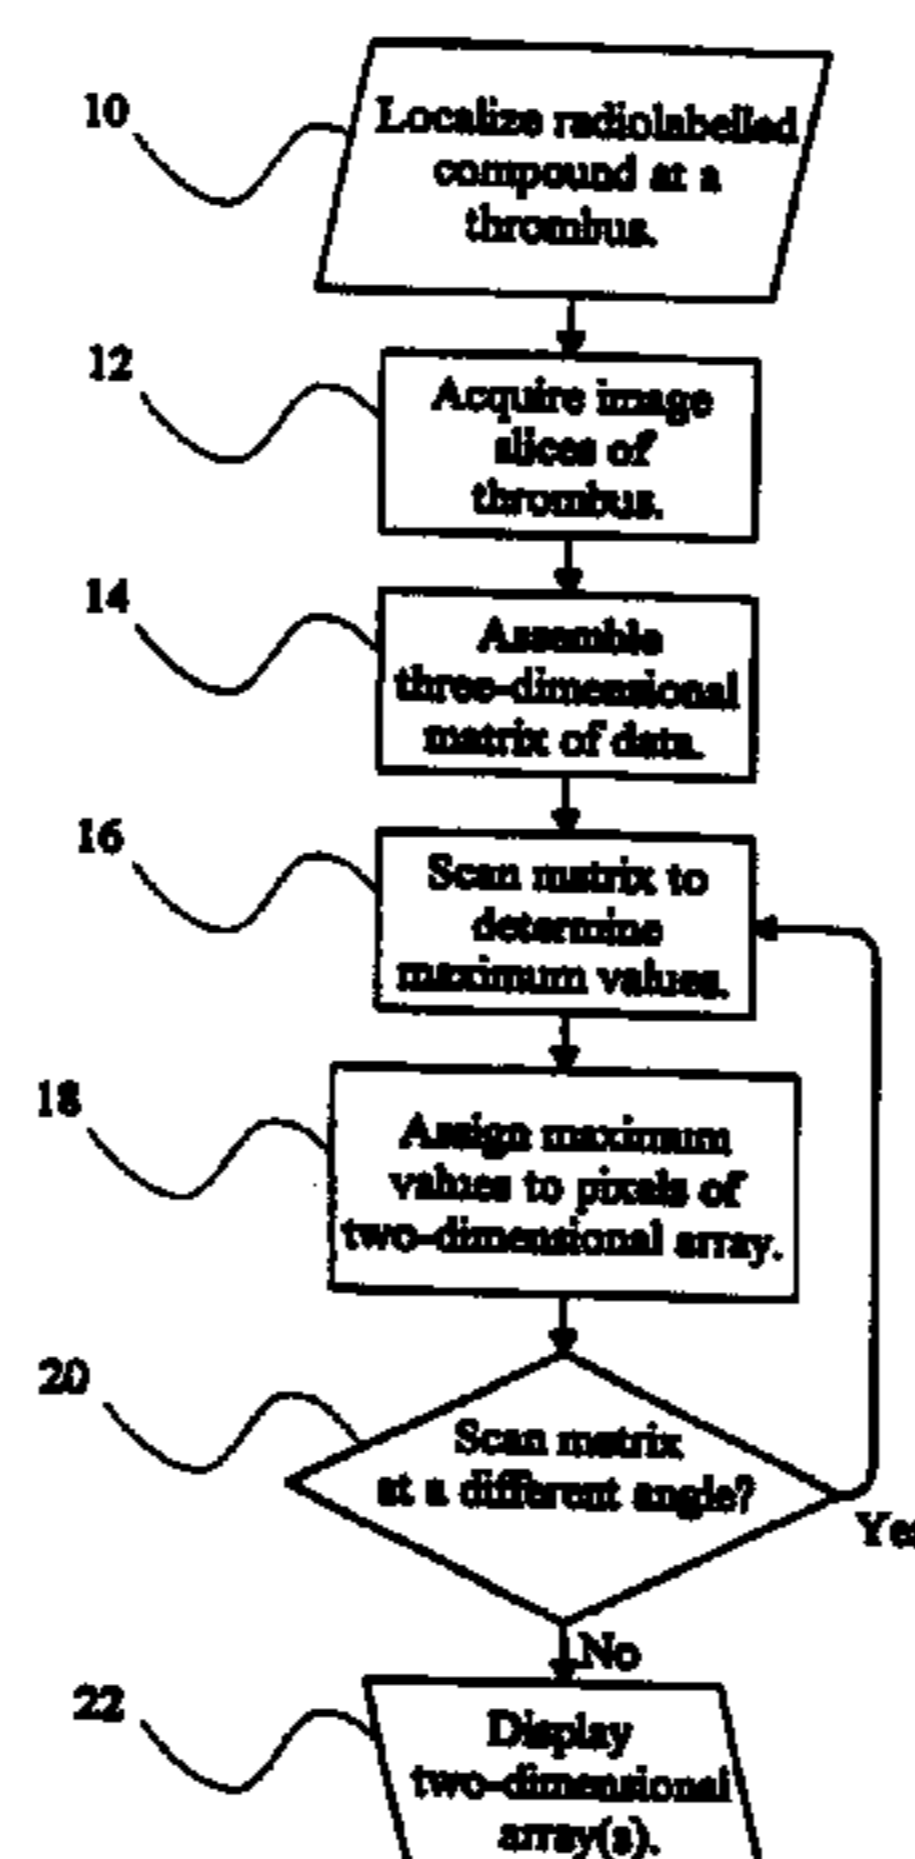 10
Localize radiolabelled
compound at a
thrombus.
12
Acquire image
slices of
thrombus.
14
Assemble
three-dimensional
matrix of data.
16
Scan matrix to
determine
maximum values.
18
Assign maximum
values to pixels of
two-dimensional array.
20
Scan matrix
at a different angle?
Yes
No
22
Display
two-dimensional
array(s).